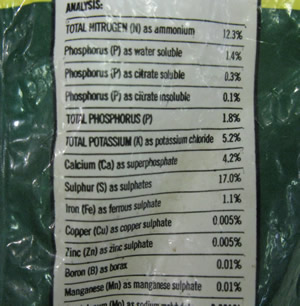 ANALYSIS:
TOTAL NITROGEN (N) as ammonium 12.3%
Phosphorus (P) as water soluble 1.4%
Phosphorus (P) as citrate soluble 0.3%
Phosphorus (P) as citrate insoluble 0.1%
TOTAL PHOSPHORUS (P) 1.8%
TOTAL POTASSIUM (K) as potassium chloride 5.2%
Calcium (Ca) as superphosphate 4.2%
Sulphur (S) as sulphates 17.0%
Iron (Fe) as ferrous sulphate 1.1%
Copper (Cu) as copper sulphate 0.005%
Zinc (Zn) as zinc sulphate 0.005%
Boron (B) as borax 0.01%
Manganese (Mn) as manganese sulphate 0.01%
(Mo) as sodium